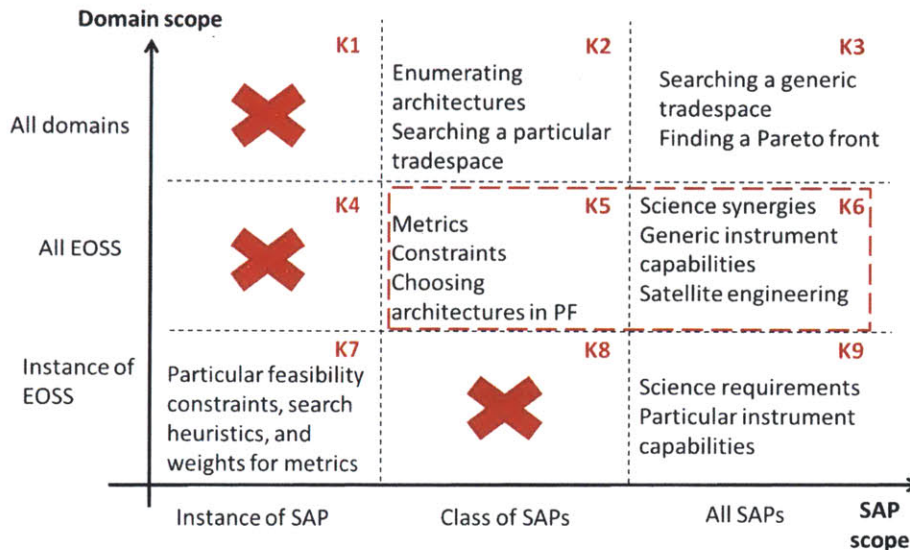 Domain scope
K1
K2
K3
All domains
Enumerating
architectures
Searching a particular
tradespace
Searching a generic
tradespace
Finding a Pareto front
K4
K5
K6
All EOSS
Metrics
Constraints
Choosing
architectures in PF
Science synergies
Generic instrument
capabilities
Satellite engineering
K7
K8
K9
Instance of
EOSS
Particular feasibility
constraints, search
heuristics, and
weights for metrics
Science requirements
Particular instrument
capabilities
Instance of SAP
Class of SAPs
All SAPs
SAP
scope